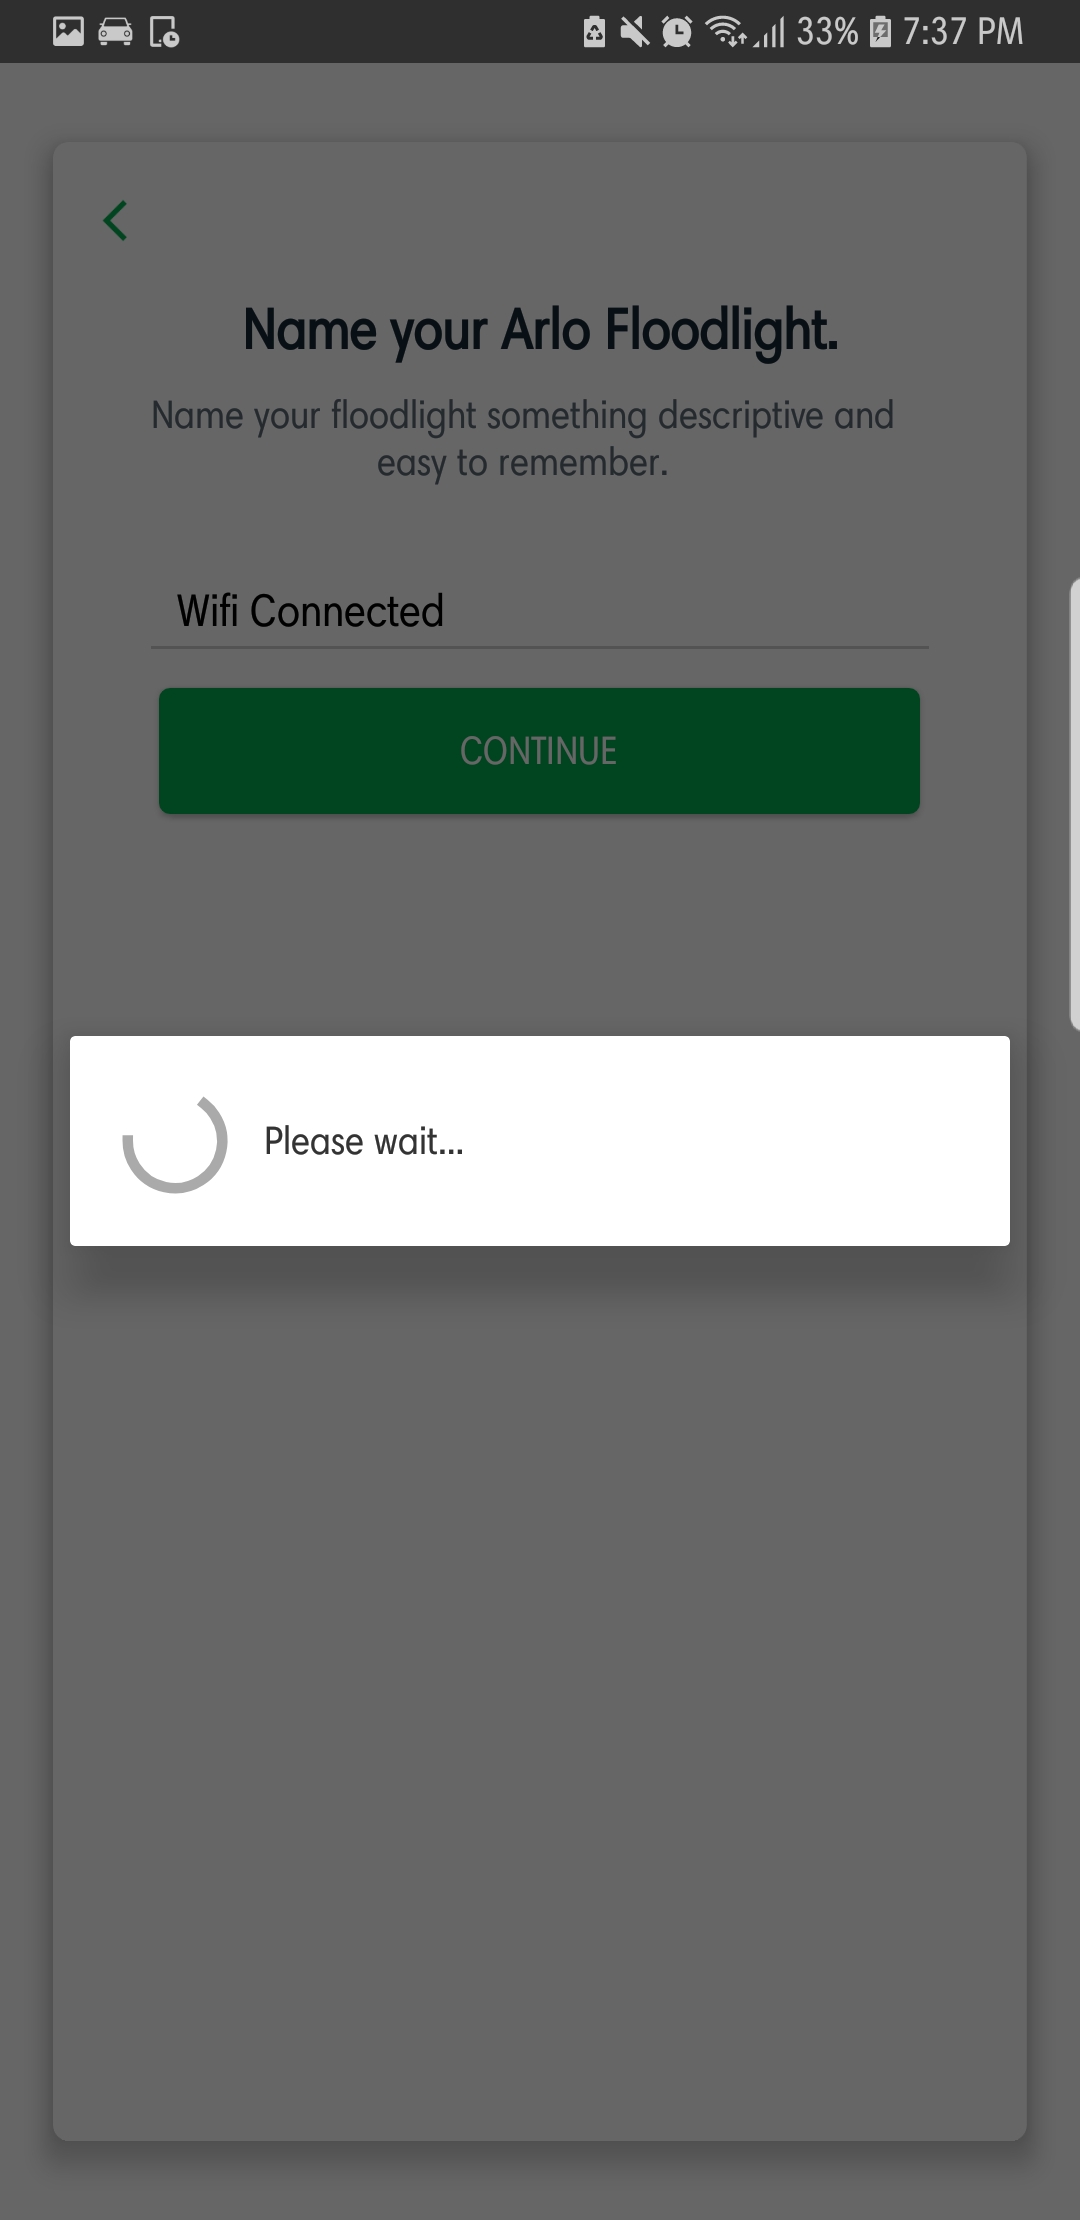 33% 7:37 PM
Name your Arlo Floodlight.
Name your floodlight something descriptive and
easy to remember.
Wifi Connected
CONTINUE
Please wait...